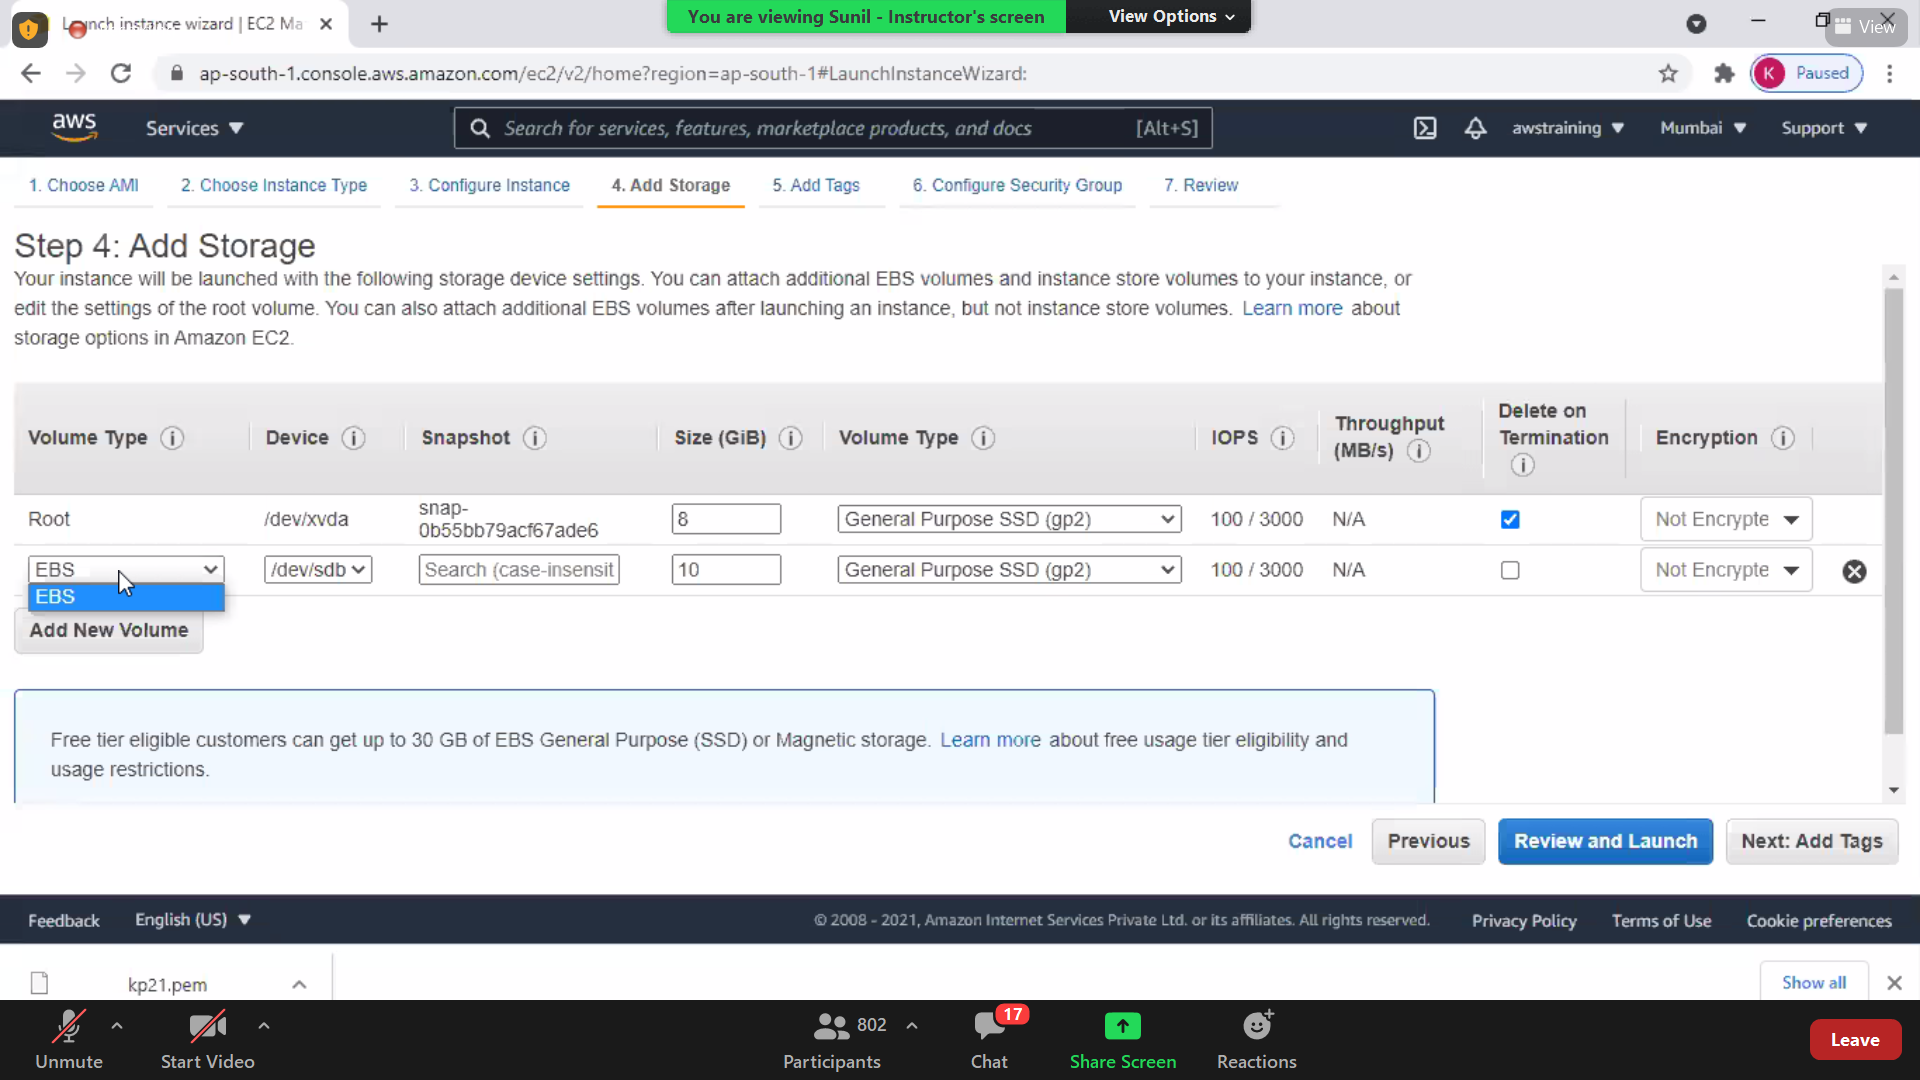 Launch instance wizard | EC2 Ma
You are viewing Sunil - Instructor's screen
View Options
View
ap-south-1.console.aws.amazon.com/ec2/v2/home?region=ap-south-1#LaunchInstanceWizard:
K
Paused
aws
Services
Search for services, features, marketplace products, and docs
[Alt+S]
awstraining
Mumbai
Support
1. Choose AMI
2. Choose Instance Type
3. Configure Instance
4. Add Storage
5. Add Tags
6. Configure Security Group
7. Review
Step 4: Add Storage
Your instance will be launched with the following storage device settings. You can attach additional EBS volumes and instance store volumes to your instance, or
edit the settings of the root volume. You can also attach additional EBS volumes after launching an instance, but not instance store volumes. Learn more about
storage options in Amazon EC2.
Volume Type
Device
Snapshot
Size (GiB)
Volume Type
IOPS
Throughput
(MB/s)
Delete on
Termination
Encryption
Root
/dev/xvda
snap-
0b55bb79acf67ade6
8
General Purpose SSD (gp2)
100 / 3000
N/A
Not Encrypte
EBS
/dev/sdb
Search (case-insensit
10
General Purpose SSD (gp2)
100 / 3000
N/A
Not Encrypte
EBS
Add New Volume
Free tier eligible customers can get up to 30 GB of EBS General Purpose (SSD) or Magnetic storage. Learn more about free usage tier eligibility and
usage restrictions.
Cancel
Previous
Review and Launch
Next: Add Tags
Feedback
English (US)
© 2008 - 2021, Amazon Internet Services Private Ltd. or its affiliates. All rights reserved.
Privacy Policy
Terms of Use
Cookie preferences
kp21.pem
Show all
Unmute
Start Video
802
Participants
17
Chat
Share Screen
Reactions
Leave